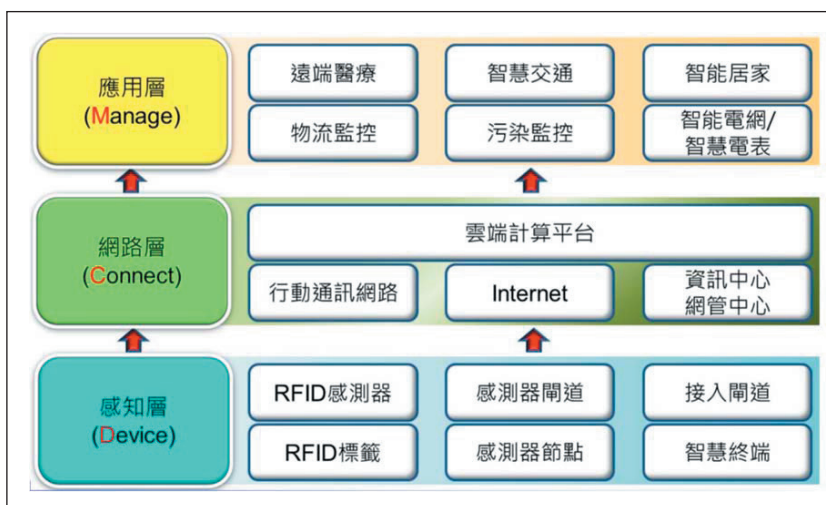 應用層
(Manage)
遠端醫療
智慧交通
智能居家
物流監控
污染監控
智能電網/
智慧電表
網路層
(Connect)
雲端計算平台
行動通訊網路
Internet
資訊中心
網管中心
感知層
(Device)
RFID感測器
感測器閘道
接入閘道
RFID標籤
感測器節點
智慧終端